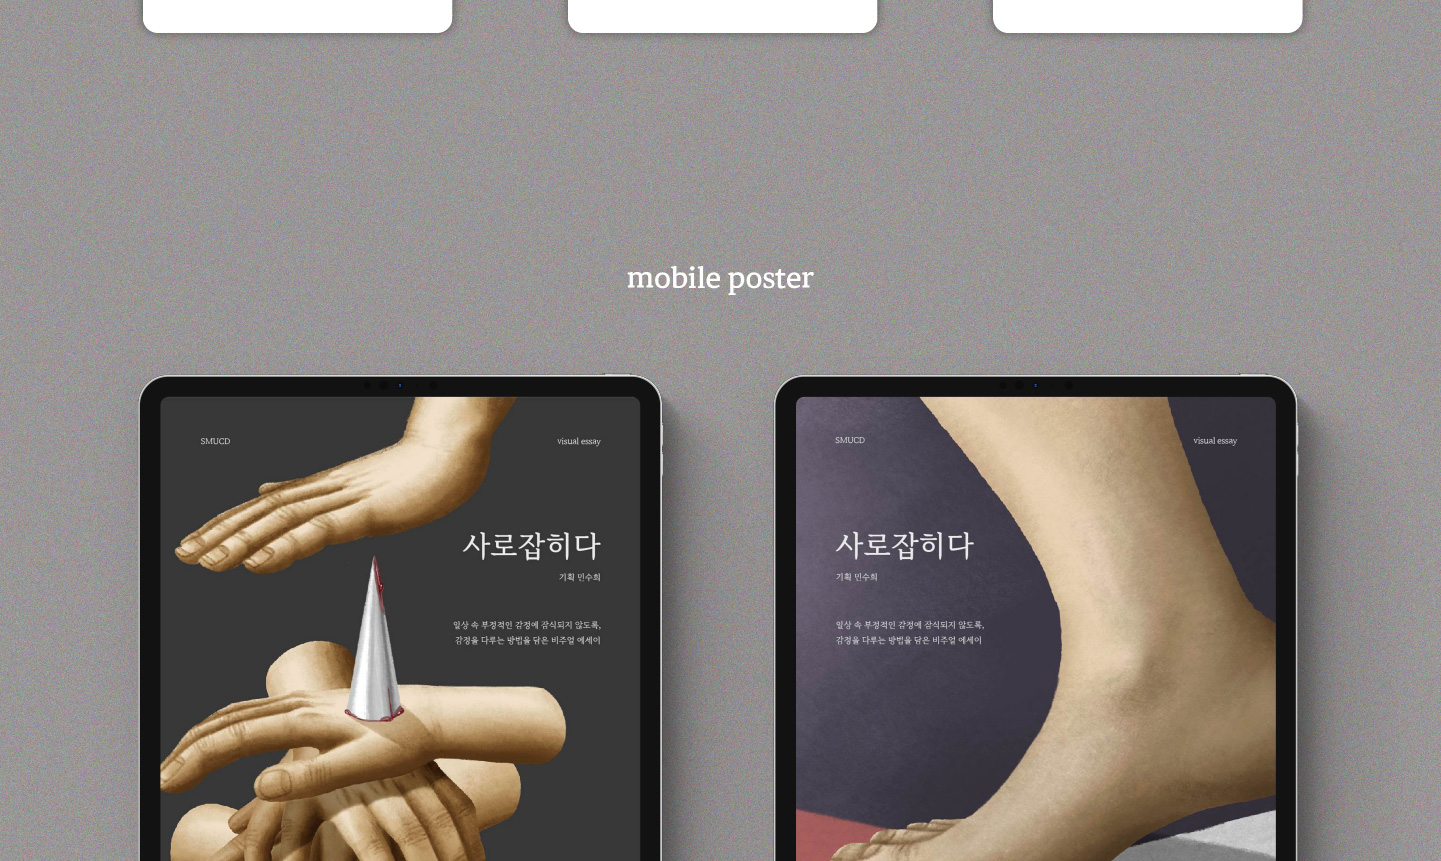 mobile poster
SMUCD
visual essay
사로잡히다
기획 민수희
일상 속 부정적인 감정에 잠식되지 않도록,
감정을 다루는 방법을 담은 비주얼 에세이
SMUCD
visual essay
사로잡히다
기획 민수희
일상 속 부정적인 감정에 잠식되지 않도록,
감정을 다루는 방법을 담은 비주얼 에세이